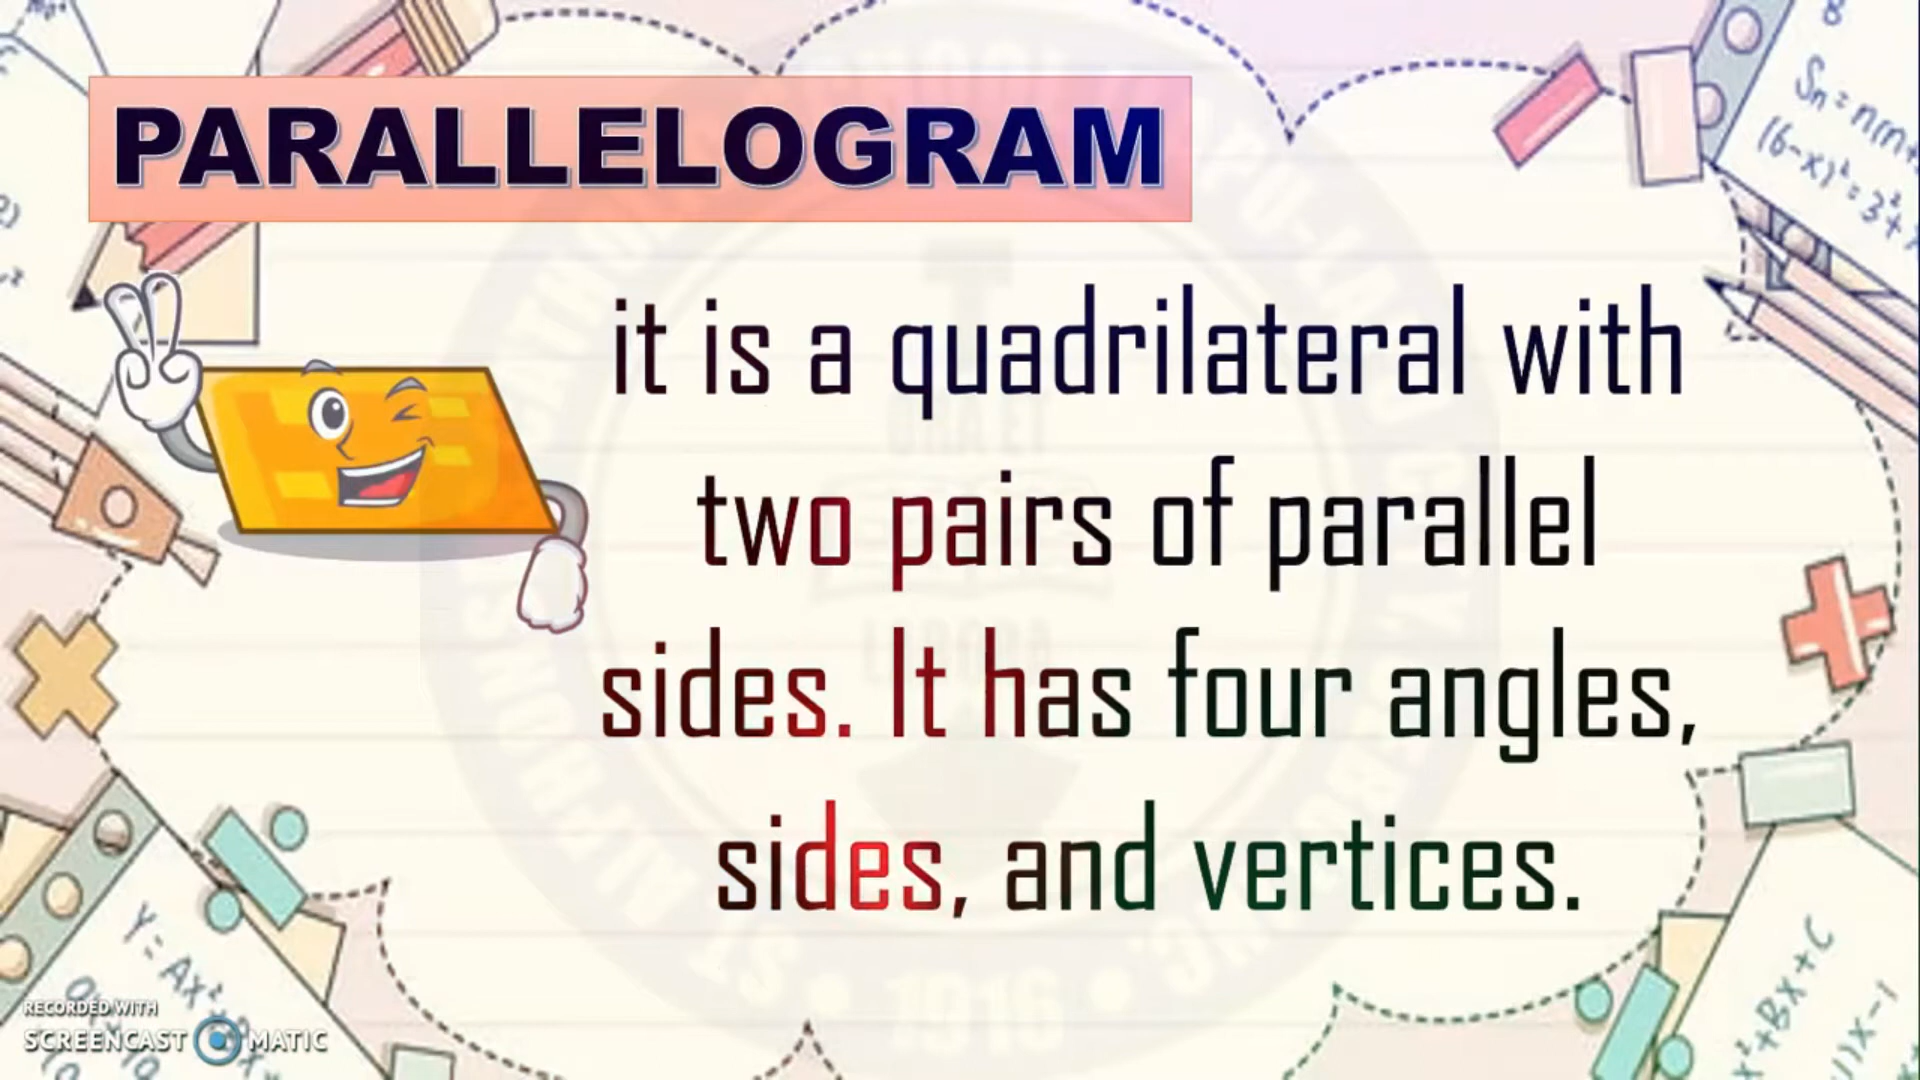 PARALLELOGRAM
it is a quadrilateral with
two pairs of parallel
sides. It has four angles,
sides, and vertices.
RECORDED WITH
SCREENCAST MATIC
1916